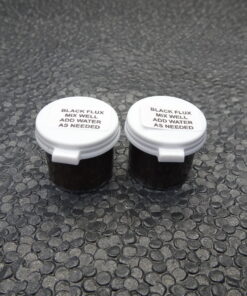 BLACK FLUX
MIX WELL
ADD WATER
AS NEEDED
BLACK FLUX
MIX WELL
ADD WATER
AS NEEDED